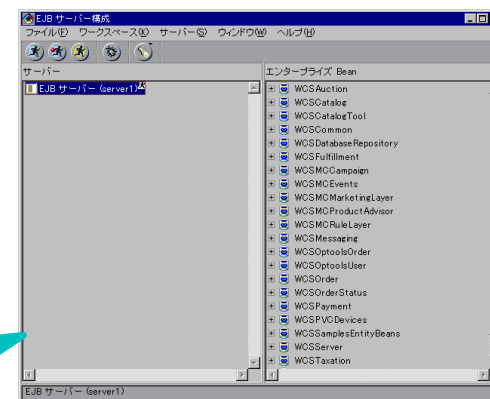 EJB サーバー構成
ファイル(F) ワークスペース(K) サーバー(S) ウィンドウ(W) ヘルプ(H)
サーバー
エンタープライズ Bean
EJB サーバー (server1)
WCSAuction
WCSCatalog
WCSCatalogTool
WCSCommon
WCSDatabaseRepository
WCSFulfillment
WCSMCCampaign
WCSMCEvents
WCSMCMarketingLayer
WCSMCProductAdvisor
WCSMCRuleLayer
WCSMessaging
WCSOptoolsOrder
WCSOptoolsUser
WCSOrder
WCSOrderStatus
WCSPayment
WCSPVCDevices
WCSSamplesEntityBeans
WCSServer
WCSTaxation
EJB サーバー (server1)